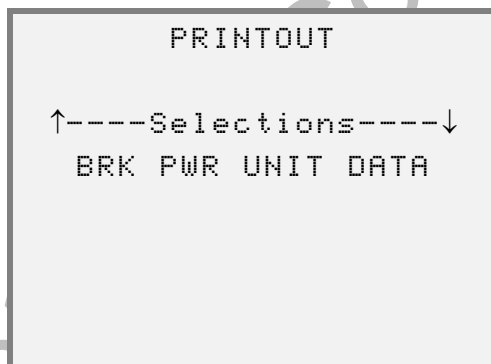 PRINTOUT
↑----Selections----↓
BRK PWR UNIT DATA